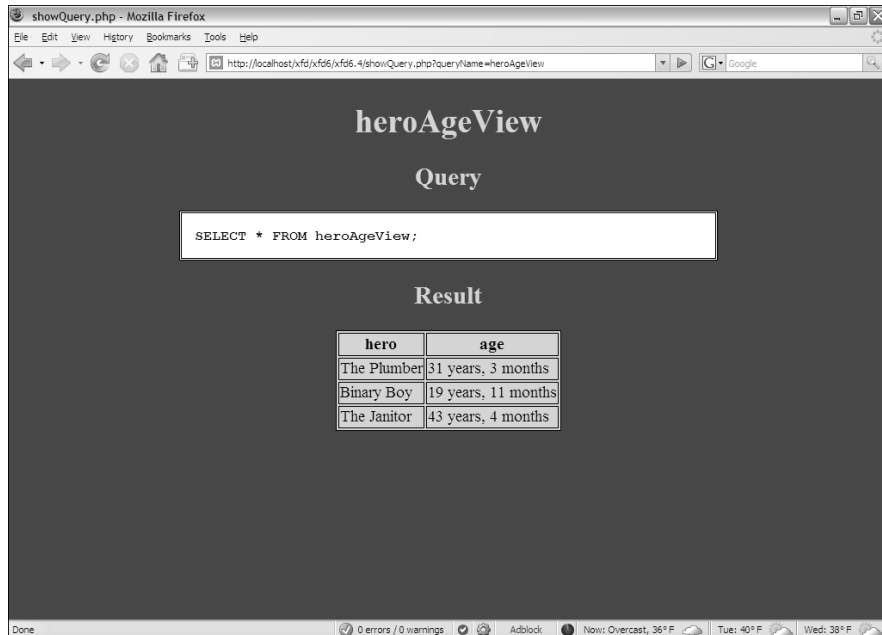 showQuery.php - Mozilla Firefox
File Edit View History Bookmarks Tools Help
http://localhost/xfd/xfd6/xfd6.4/showQuery.php?queryName=heroAgeView
G Google
heroAgeView
Query
SELECT * FROM heroAgeView;
Result
hero age
The Plumber 31 years, 3 months
Binary Boy 19 years, 11 months
The Janitor 43 years, 4 months
Done 0 errors / 0 warnings Adblock Now: Overcast, 36° F Tue: 40° F Wed: 38° F